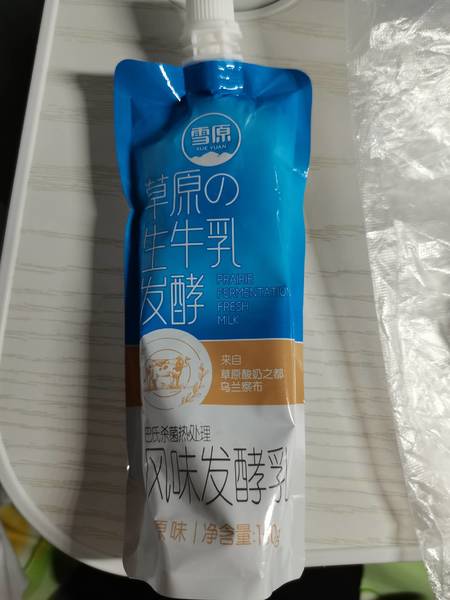 雪原
XUE YUAN
草原の
生牛乳
发酵
PRAIRIE
FERMENTATION
FRESH
MILK
来自
草原酸奶之都
乌兰察布
巴氏杀菌热处理
风味发酵乳
原味/净含量: